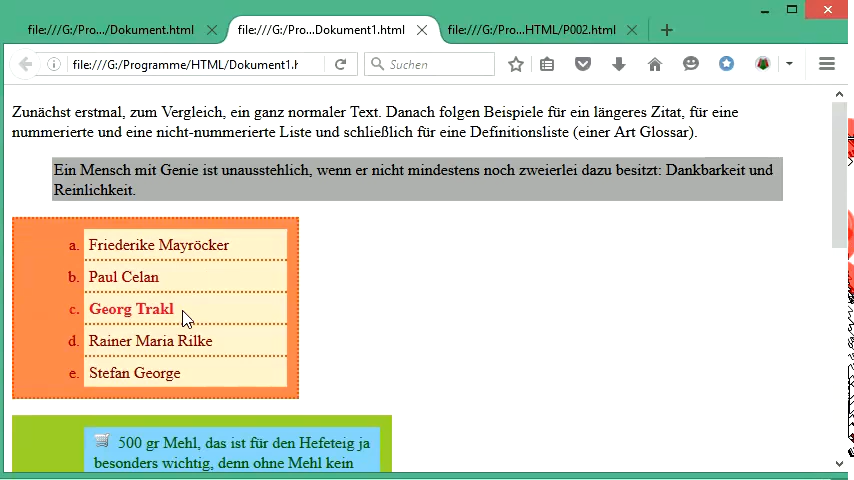 file:///G:/Pro.../Dokument.html
file:///G:/Pro...Dokument1.html
file:///G:/Pro...HTML/P002.html
file:///G:/Programme/HTML/Dokument1.h
Suchen
Zunächst erstmal, zum Vergleich, ein ganz normaler Text. Danach folgen Beispiele für ein längeres Zitat, für eine
nummerierte und eine nicht-nummerierte Liste und schließlich für eine Definitionsliste (einer Art Glossar).
Ein Mensch mit Genie ist unausstehlich, wenn er nicht mindestens noch zweierlei dazu besitzt: Dankbarkeit und
Reinlichkeit.
a. Friederike Mayröcker
b. Paul Celan
c. Georg Trakl
d. Rainer Maria Rilke
e. Stefan George
500 gr Mehl, das ist für den Hefeteig ja
besonders wichtig, denn ohne Mehl kein